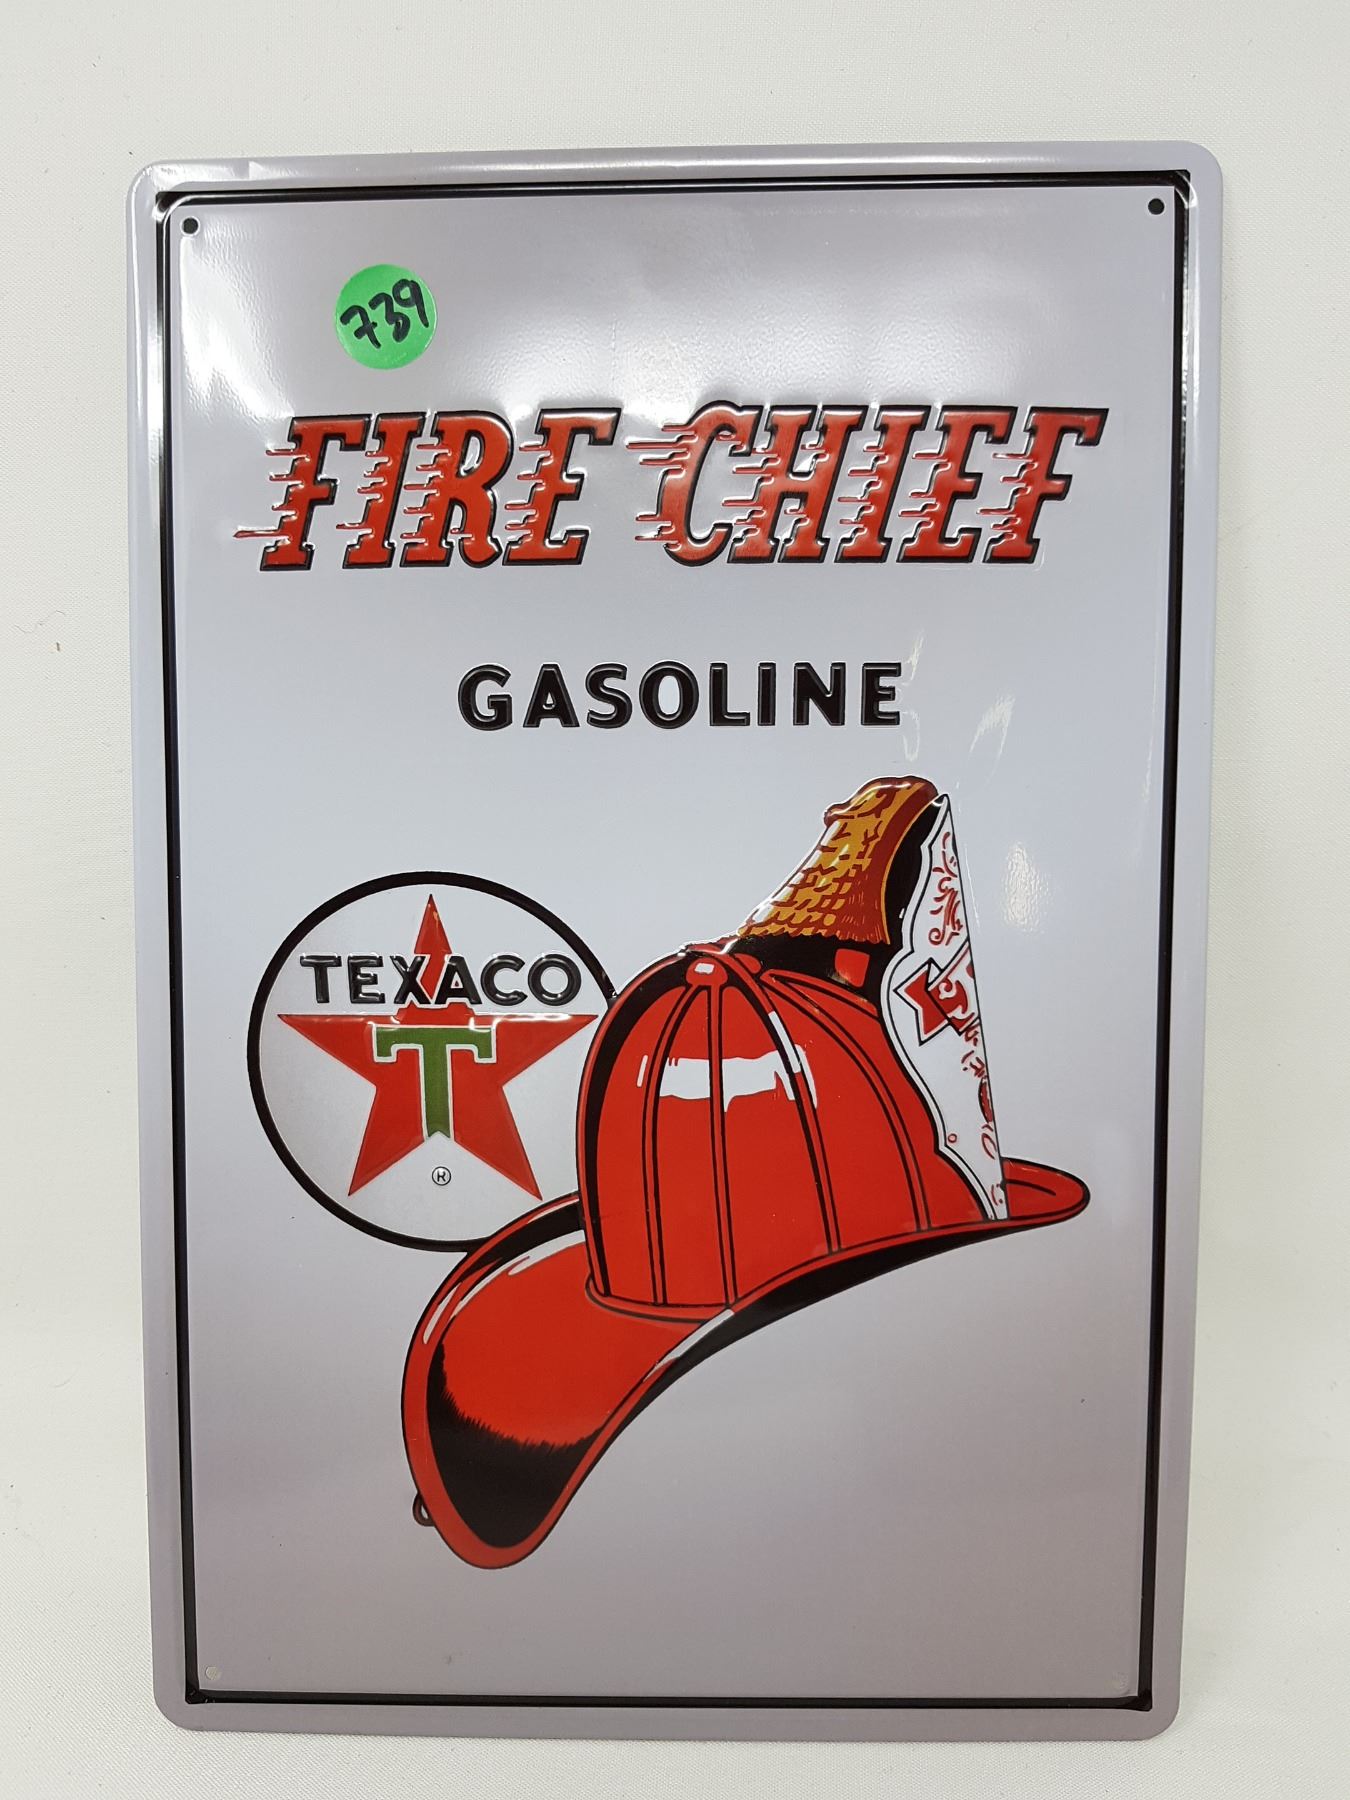 739
FIRE CHIEF
GASOLINE
TEXACO
T
®